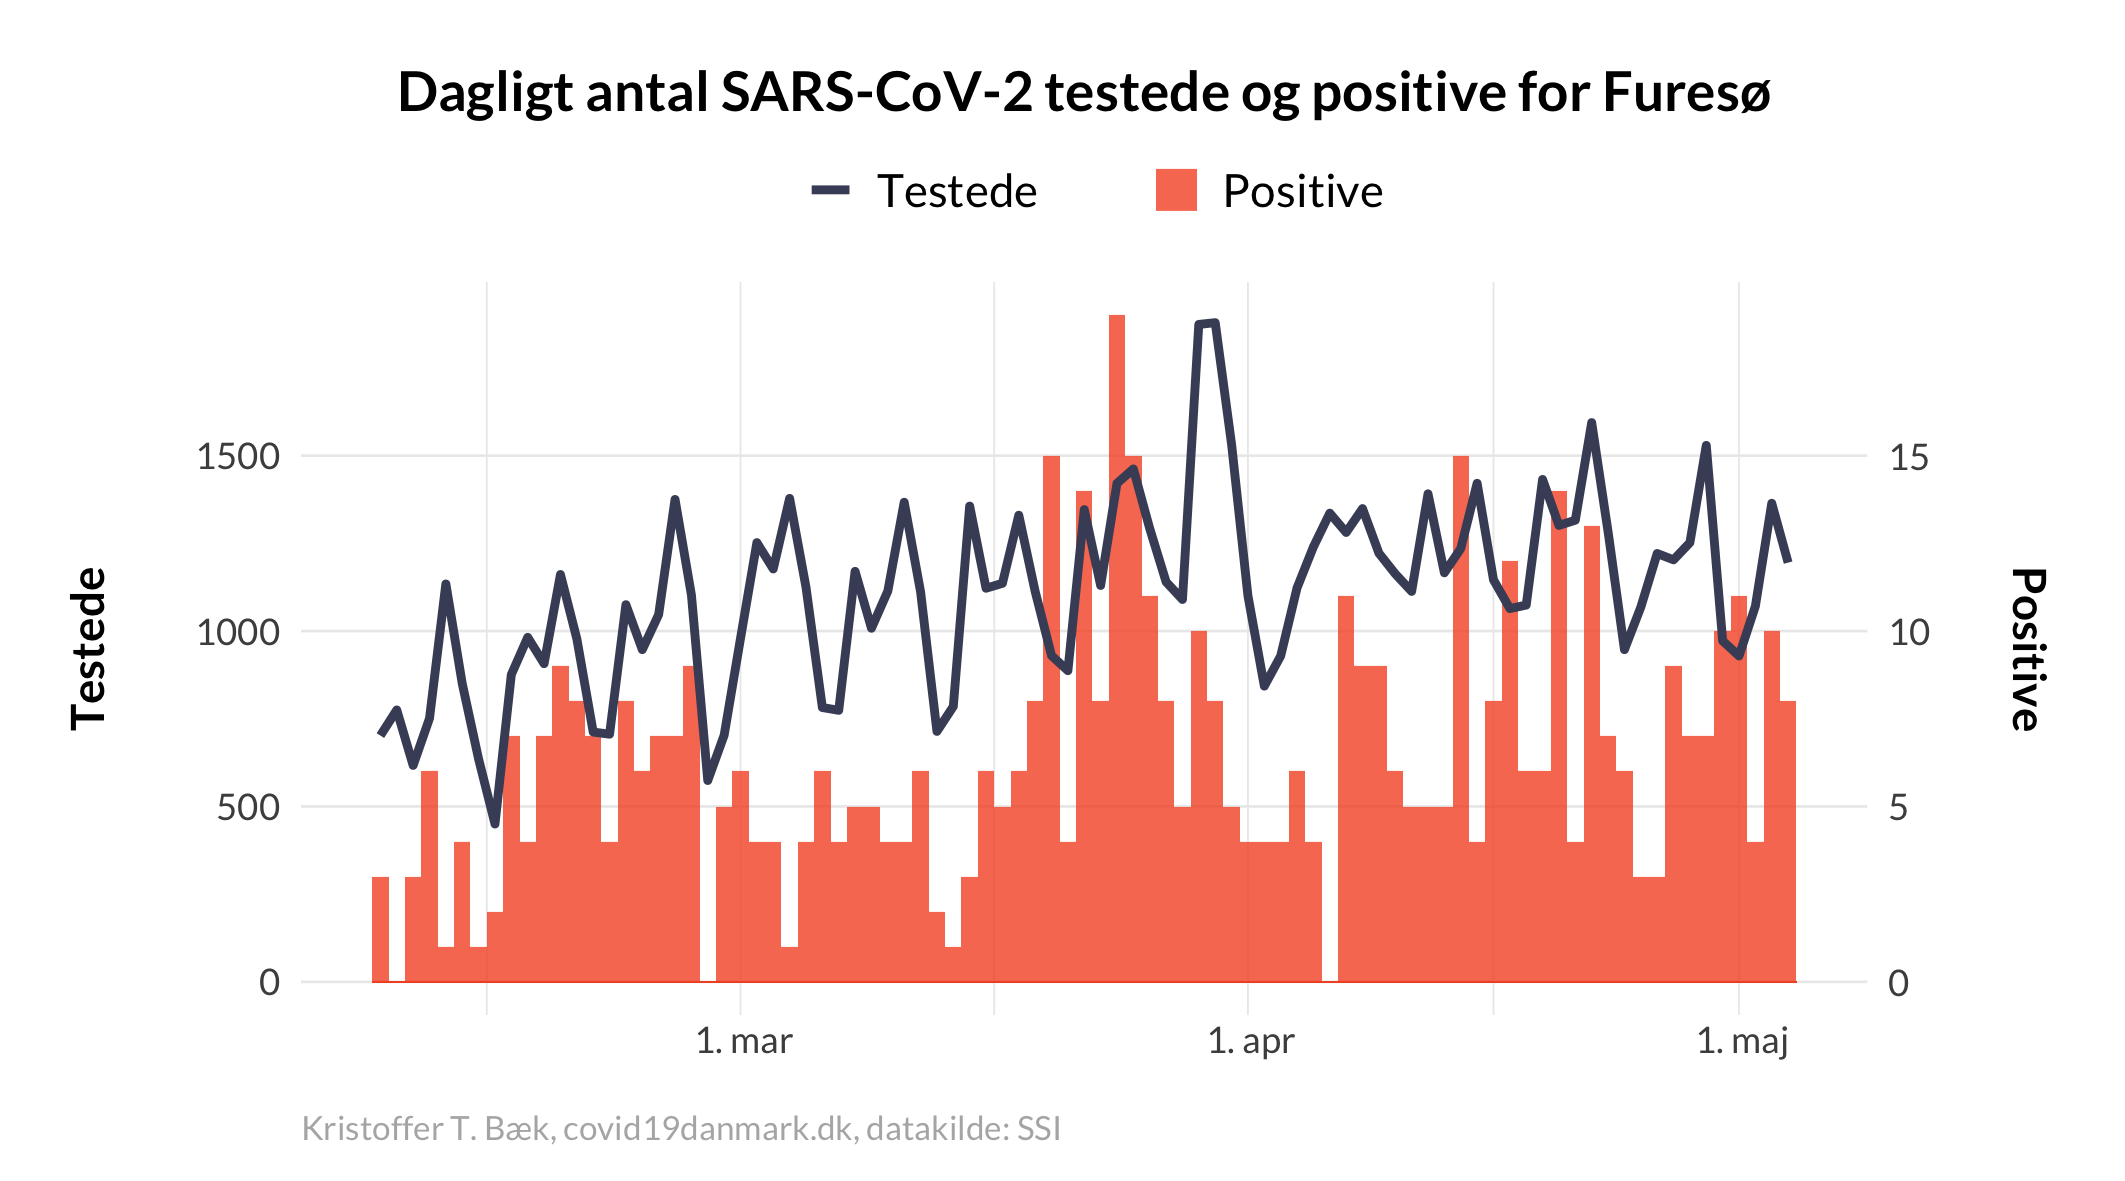 Dagligt antal SARS-CoV-2 testede og positive for Furesø
Testede
Positive
1500
1000
500
0
15
10
5
0
Testede
Positive
1. mar
1. apr
1. maj
Kristoffer T. Bæk, covid19danmark.dk, datakilde: SSI